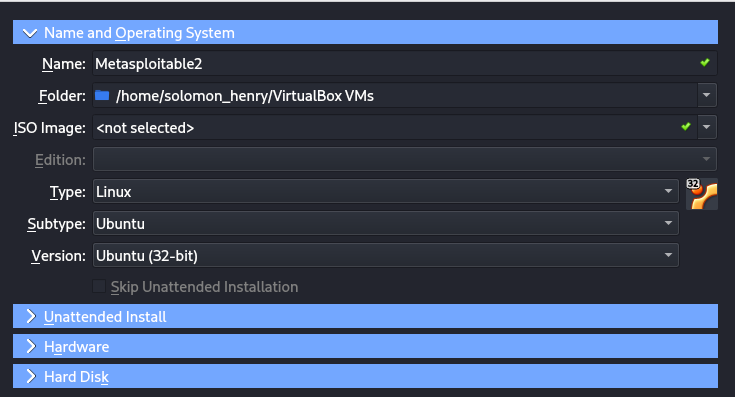 Name and Operating System
Name: Metasploitable2
Folder: /home/solomon_henry/VirtualBox VMs
ISO Image: <not selected>
Edition:
Type: Linux
32
Subtype: Ubuntu
Version: Ubuntu (32-bit)
Skip Unattended Installation
Unattended Install
Hardware
Hard Disk